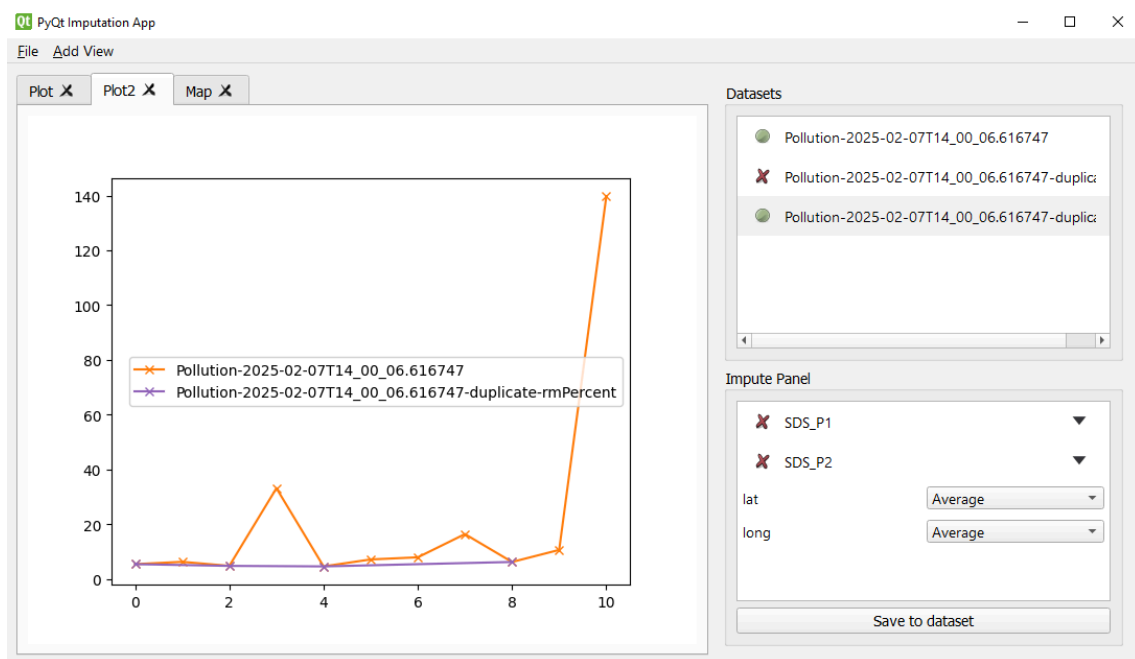 Qt PyQt Imputation App
File Add View
Plot Plot2 Map
140
120
100
80
60
40
20
0
0 2 4 6 8 10
Pollution-2025-02-07T14_00_06.616747
Pollution-2025-02-07T14_00_06.616747-duplicate-rmPercent
Datasets
Pollution-2025-02-07T14_00_06.616747
Pollution-2025-02-07T14_00_06.616747-duplica
Pollution-2025-02-07T14_00_06.616747-duplica
Impute Panel
SDS_P1
SDS_P2
lat Average
long Average
Save to dataset